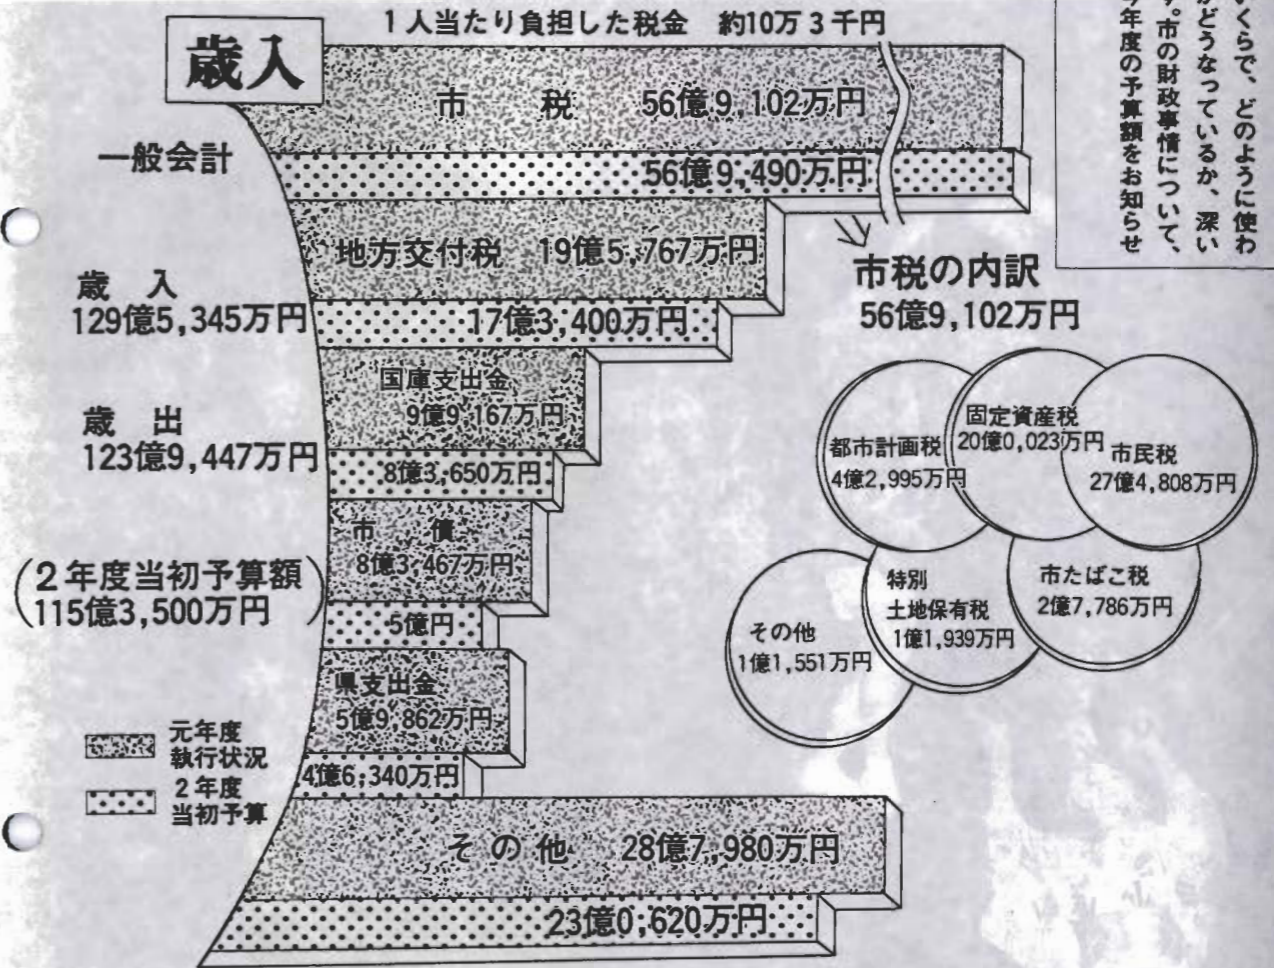 1人当たり負担した税金 約10万3千円
歳入
市税 56億9,102万円
56億9,490万円
一般会計
地方交付税 19億5,767万円
17億3,400万円
歳入
129億5,345万円
国庫支出金
9億9,167万円
8億3,650万円
歳出
123億9,447万円
市債
8億3,467万円
5億円
(2年度当初予算額
115億3,500万円)
県支出金
5億9,862万円
4億6,340万円
その他 28億7,980万円
23億0,620万円
元年度
執行状況
2年度
当初予算
市税の内訳
56億9,102万円
都市計画税
4億2,995万円
固定資産税
20億0,023万円
市民税
27億4,808万円
その他
1億1,551万円
特別
土地保有税
1億1,939万円
市たばこ税
2億7,786万円
いくらで、どのように使わ
がどうなっているか、深い
す。市の財政事情について、
年度の予算額をお知らせ